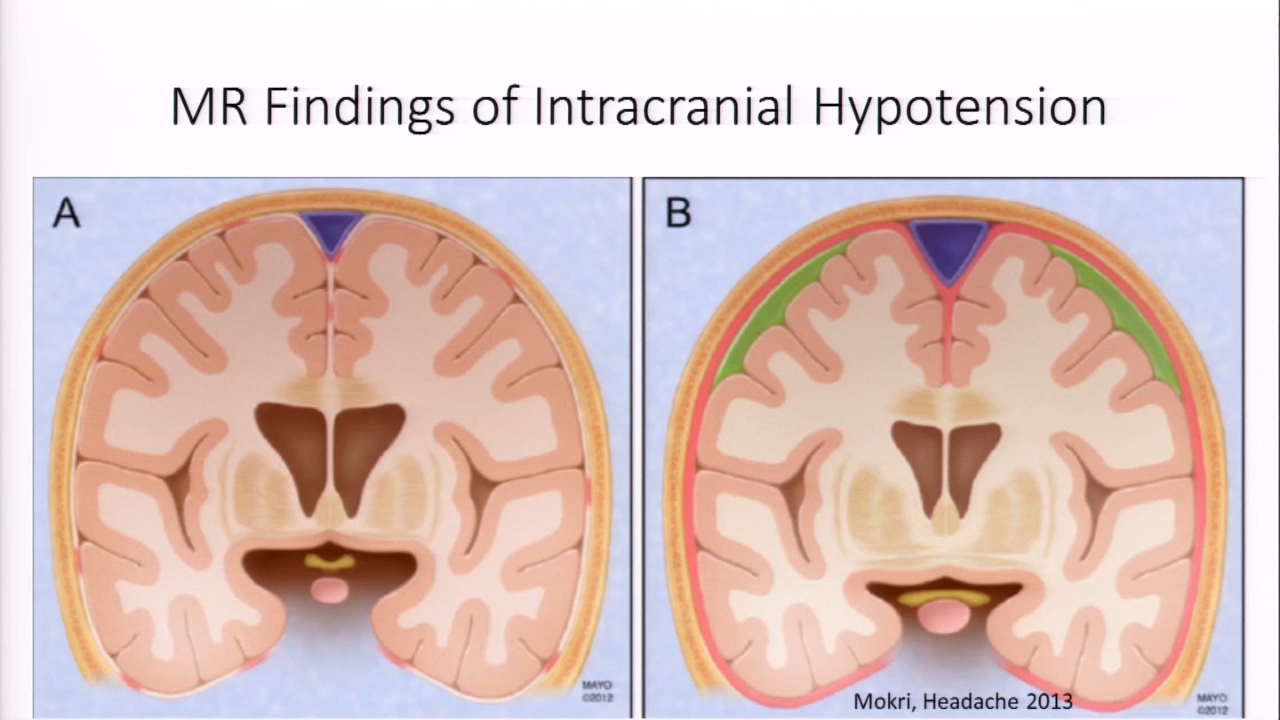 MR Findings of Intracranial Hypotension
A
B
MAYO
©2012
Mokri, Headache 2013
MAYO
©2012